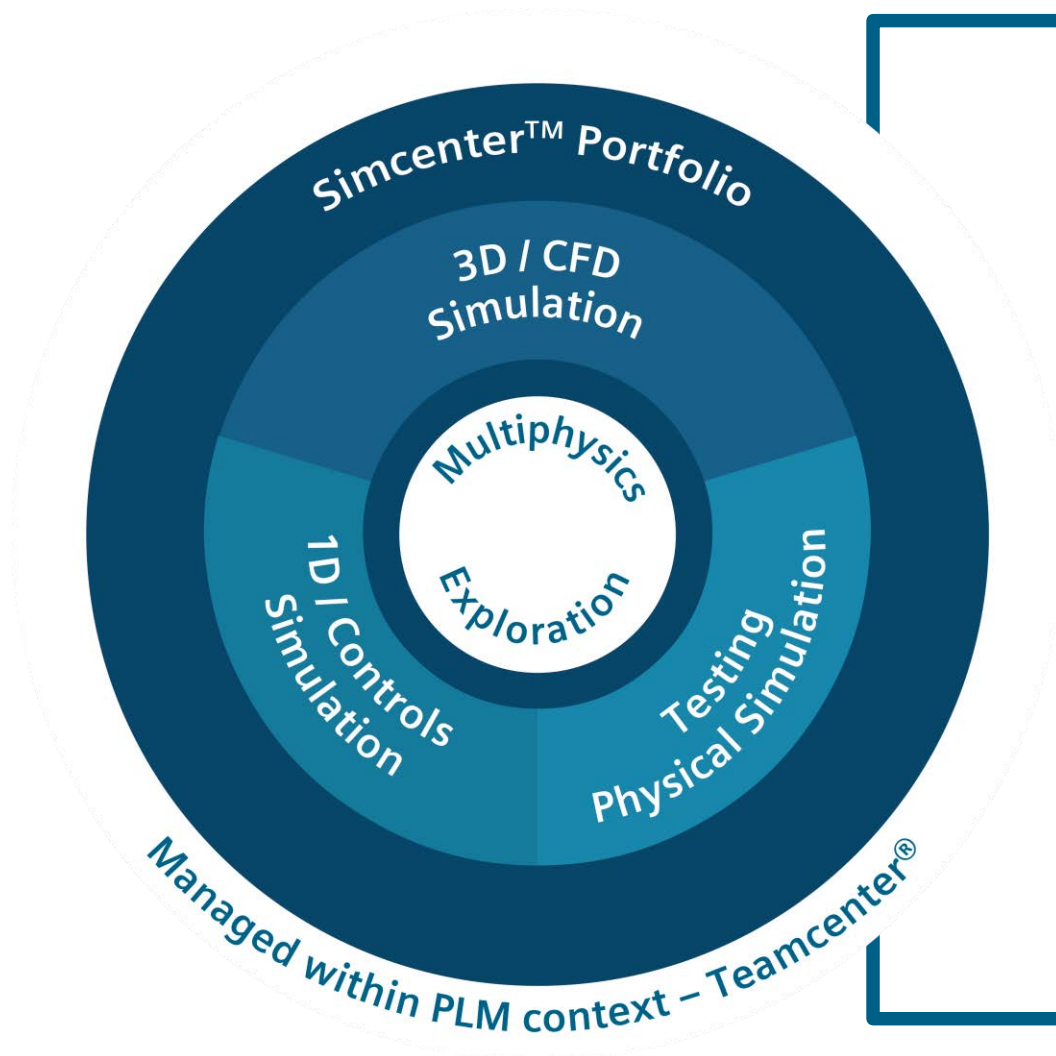 Simcenter™ Portfolio
3D / CFD
Simulation
Multiphysics
Exploration
1D / Controls
Simulation
Testing
Physical Simulation
Managed within PLM context – Teamcenter®